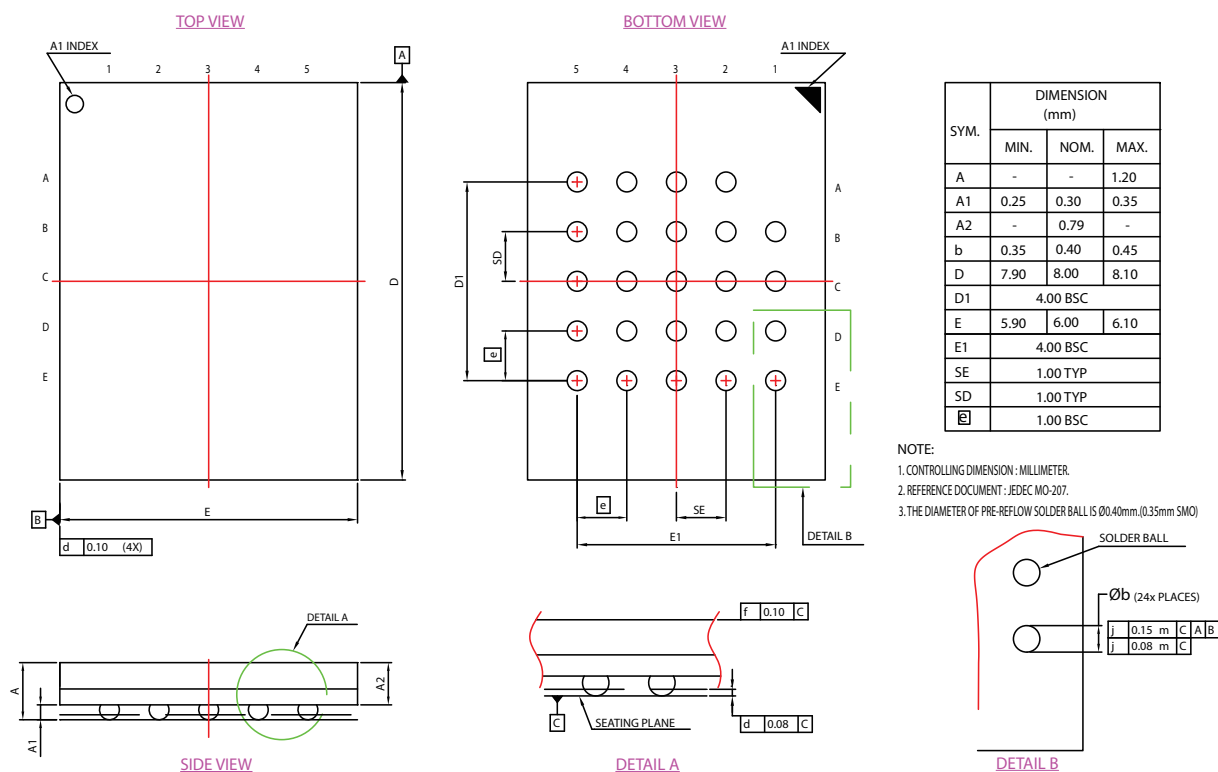 TOP VIEW
A1 INDEX
1 2 3 4 5
A
A
B
C
D
E
D
B
E
d 0.10 (4X)
BOTTOM VIEW
A1 INDEX
5 4 3 2 1
A
B
C
D
E
D1
SD
e
e
SE
E1
DETAIL B
SYM. DIMENSION (mm)
MIN. NOM. MAX.
A - - 1.20
A1 0.25 0.30 0.35
A2 - 0.79 -
b 0.35 0.40 0.45
D 7.90 8.00 8.10
D1 4.00 BSC
E 5.90 6.00 6.10
E1 4.00 BSC
SE 1.00 TYP
SD 1.00 TYP
e 1.00 BSC
NOTE:
1. CONTROLLING DIMENSION : MILLIMETER.
2. REFERENCE DOCUMENT : JEDEC MO-207.
3. THE DIAMETER OF PRE-REFLOW SOLDER BALL IS Ø0.40mm.(0.35mm SMO)
DETAIL A
A
A1
A2
SIDE VIEW
f 0.10 C
C
SEATING PLANE
d 0.08 C
DETAIL A
SOLDER BALL
Øb (24x PLACES)
j 0.15 m C A B
j 0.08 m C
DETAIL B